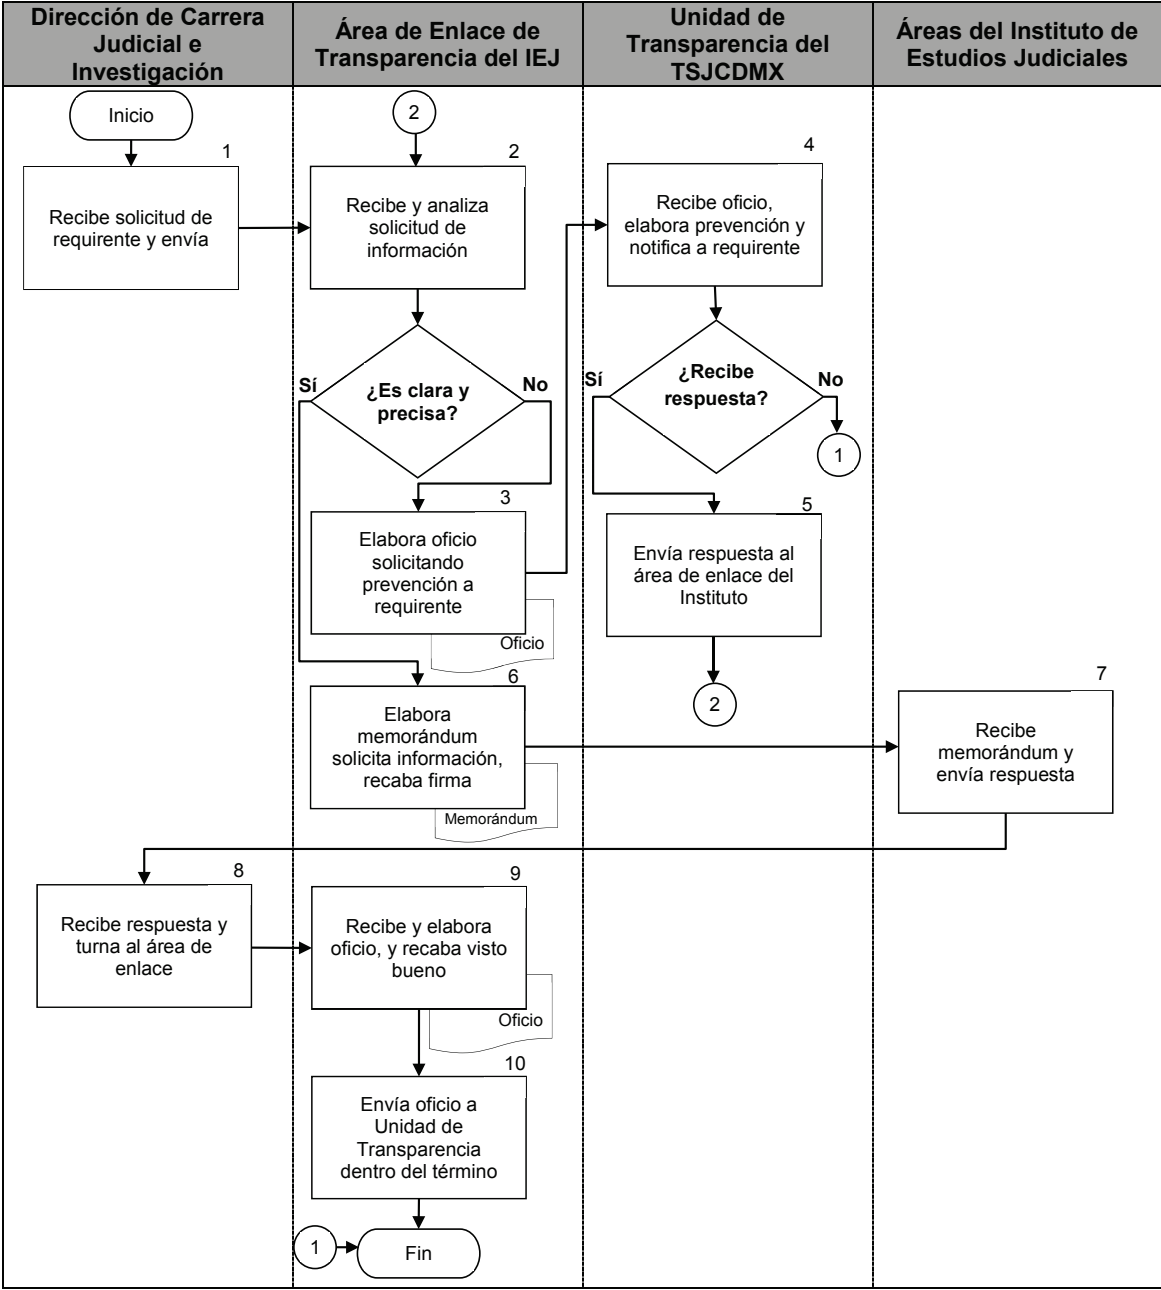 Dirección de Carrera
Judicial e
Investigación
Área de Enlace de
Transparencia del IEJ
Unidad de
Transparencia del
TSJCDMX
Áreas del Instituto de
Estudios Judiciales
Inicio
2
1
Recibe solicitud de
requirente y envía
2
Recibe y analiza
solicitud de
información
4
Recibe oficio,
elabora prevención y
notifica a requirente
Sí
¿Es clara y
precisa?
No
Sí
¿Recibe
respuesta?
No
1
3
Elabora oficio
solicitando
prevención a
requirente
Oficio
5
Envía respuesta al
área de enlace del
Instituto
2
6
Elabora
memorándum
solicita información,
recaba firma
Memorándum
7
Recibe
memorándum y
envía respuesta
8
Recibe respuesta y
turna al área de
enlace
9
Recibe y elabora
oficio, y recaba visto
bueno
Oficio
10
Envía oficio a
Unidad de
Transparencia
dentro del término
1
Fin